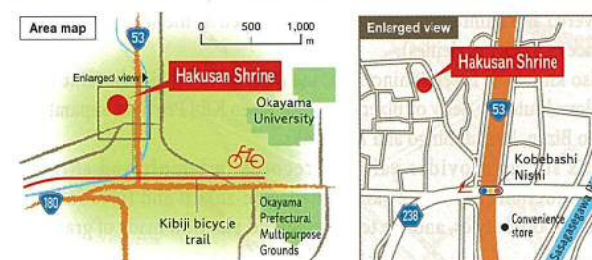 Area map
0 500 1,000
m
53
Enlarged view
Hakusan Shrine
Okayama
University
180
Kibiji bicycle
trail
Okayama
Prefectural
Multipurpose
Grounds
Enlarged view
Hakusan Shrine
53
Kobebashi
Nishi
238
Convenience
store
Sasagasegawa